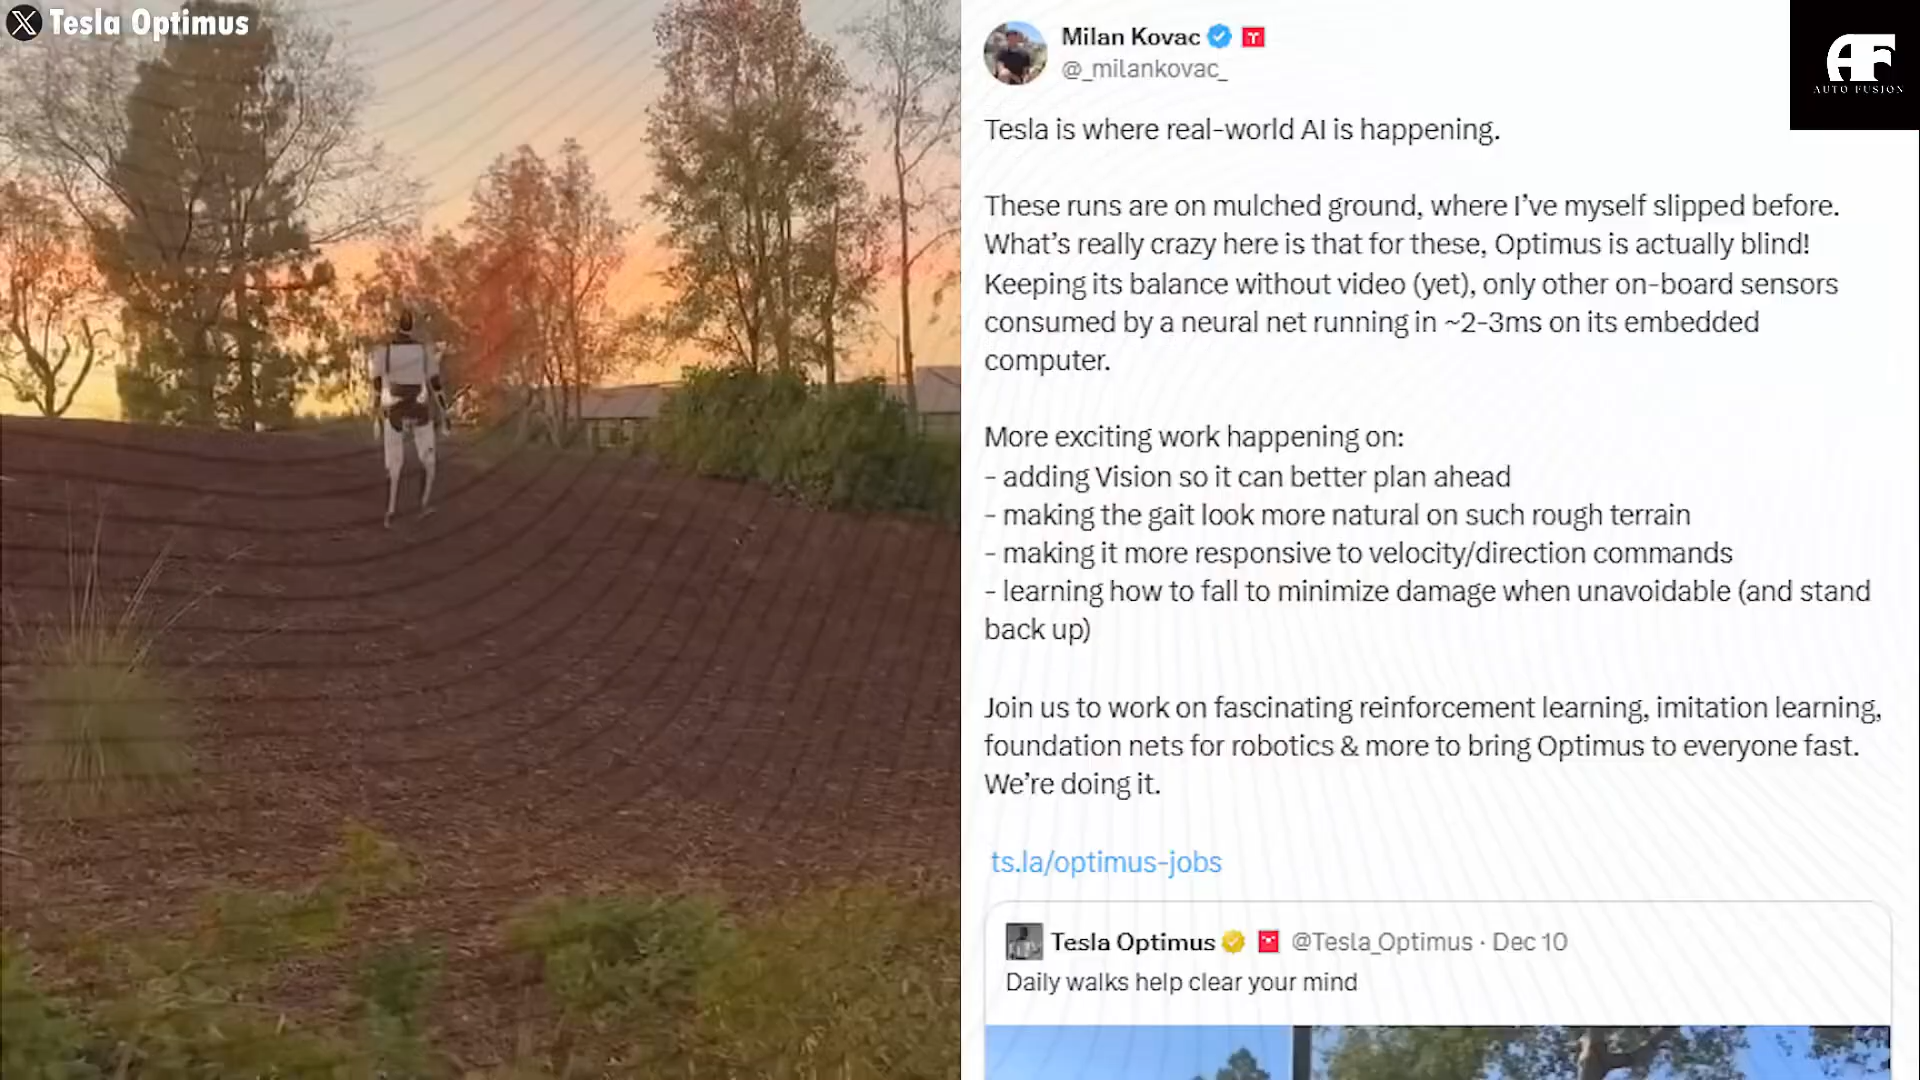 Tesla Optimus
Milan Kovac
@_milankovac_
AF
AUTO FUSION
Tesla is where real-world AI is happening.
These runs are on mulched ground, where I've myself slipped before.
What's really crazy here is that for these, Optimus is actually blind!
Keeping its balance without video (yet), only other on-board sensors
consumed by a neural net running in ~2-3ms on its embedded
computer.
More exciting work happening on:
- adding Vision so it can better plan ahead
- making the gait look more natural on such rough terrain
- making it more responsive to velocity/direction commands
- learning how to fall to minimize damage when unavoidable (and stand
back up)
Join us to work on fascinating reinforcement learning, imitation learning,
foundation nets for robotics & more to bring Optimus to everyone fast.
We're doing it.
ts.la/optimus-jobs
Tesla Optimus @Tesla_Optimus · Dec 10
Daily walks help clear your mind